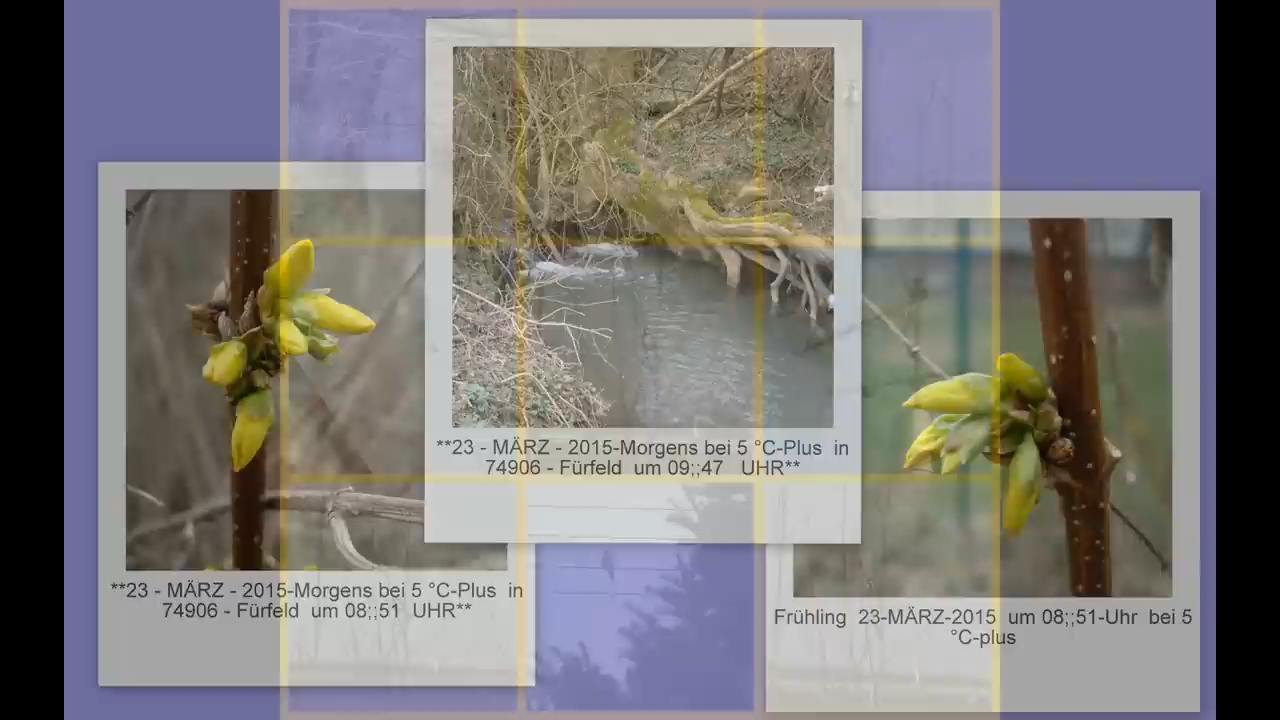 **23 - MÄRZ - 2015-Morgens bei 5 °C-Plus in
74906 - Fürfeld um 09;;47 UHR**
**23 - MÄRZ - 2015-Morgens bei 5 °C-Plus in
74906 - Fürfeld um 08;;51 UHR**
Frühling 23-MÄRZ-2015 um 08;;51-Uhr bei 5
°C-plus